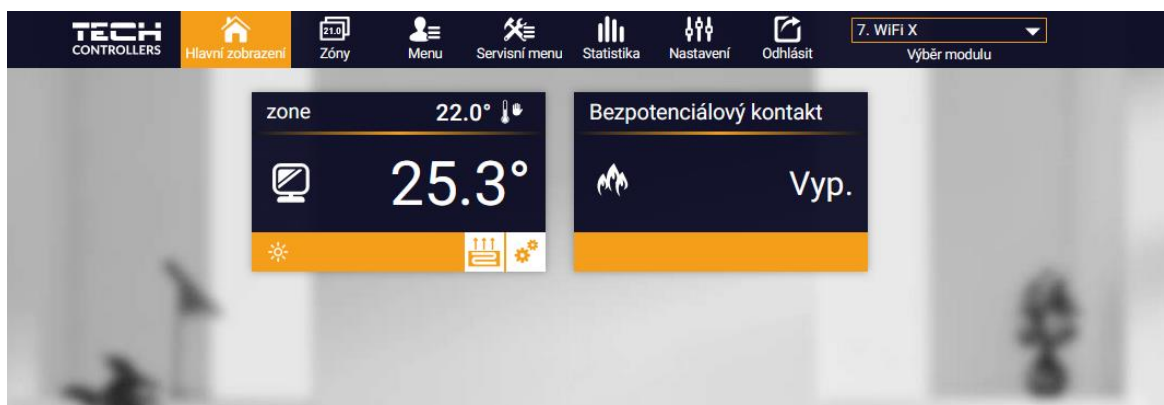 TECH
CONTROLLERS
Hlavní zobrazení
21.0
Zóny
Menu
Servisní menu
Statistika
Nastavení
Odhlásit
7. WiFi X
Výběr modulu
zone 22.0°
25.3°
Bezpotenciálový kontakt
Vyp.